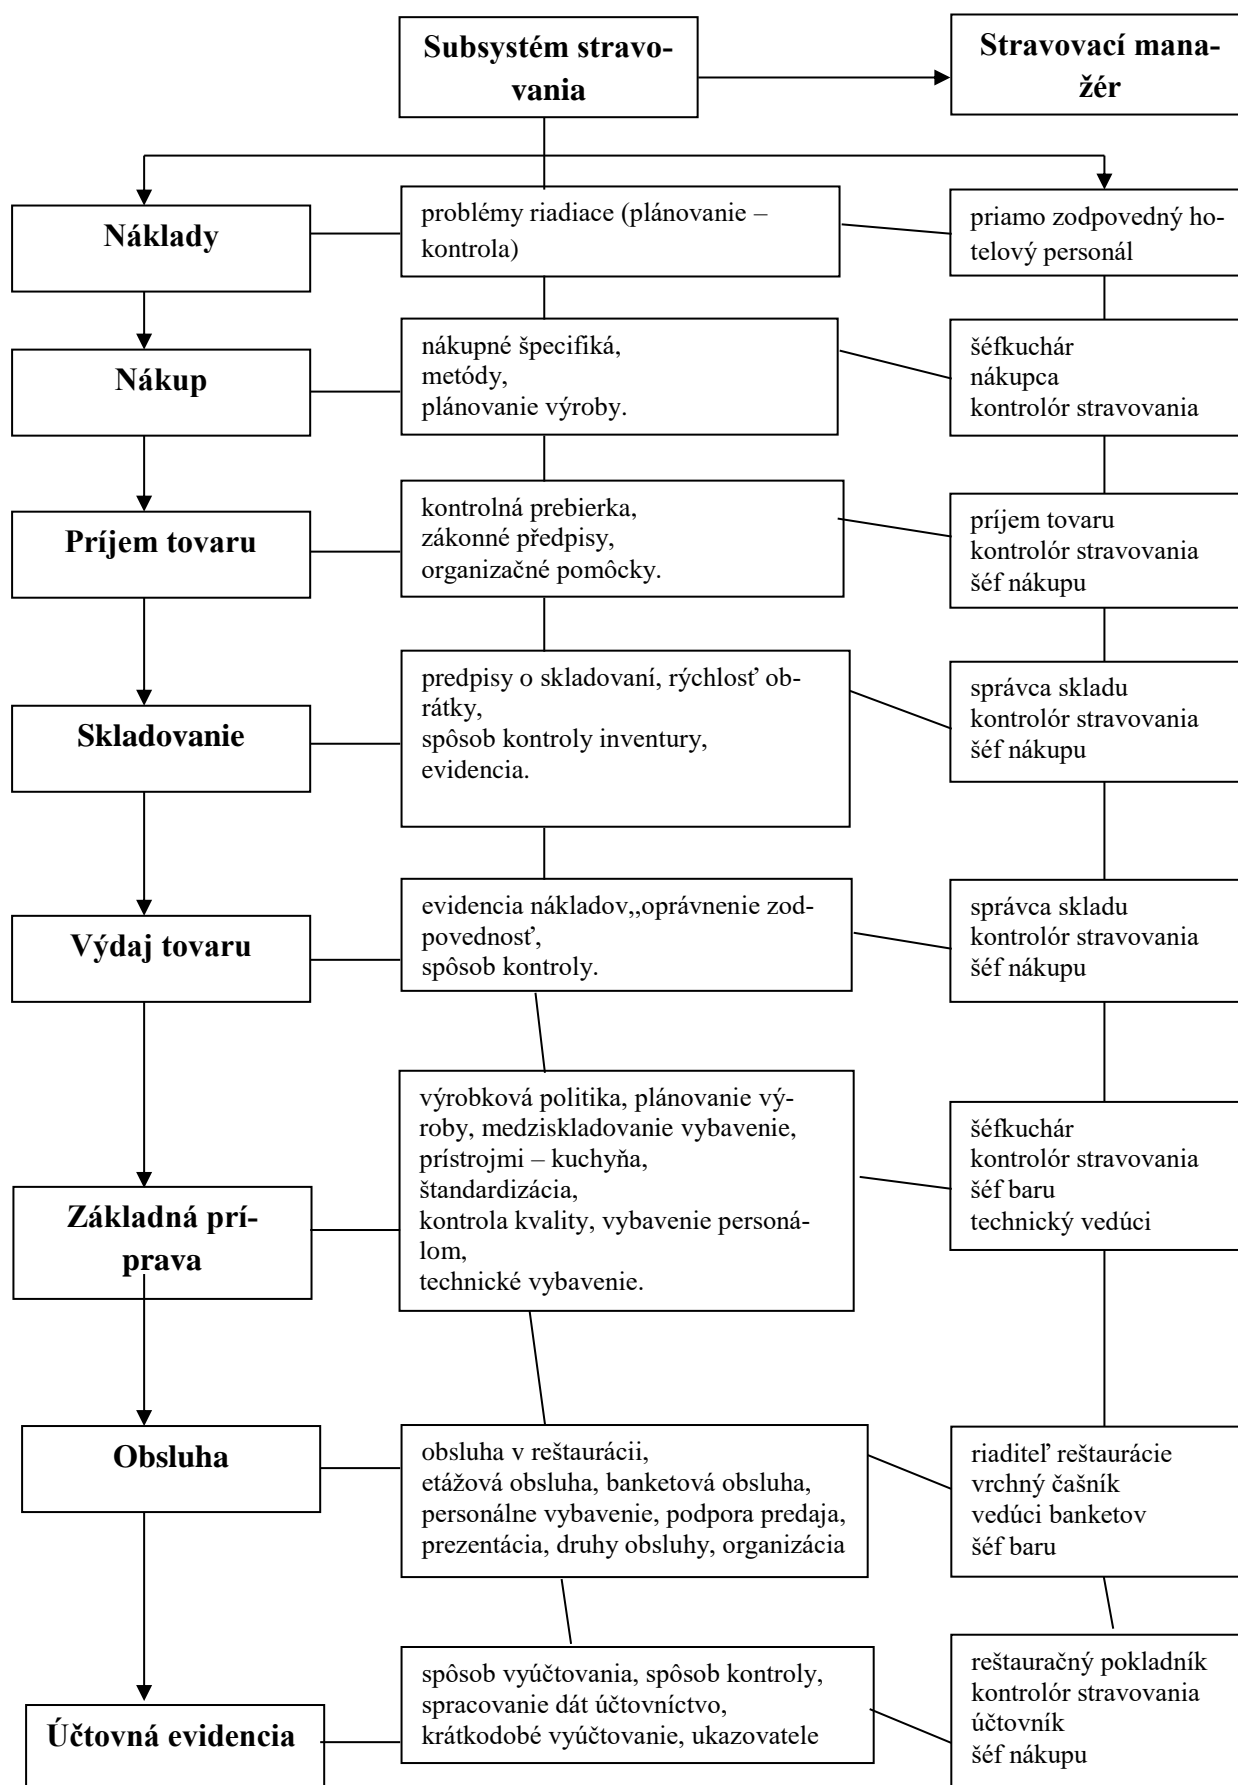 Subsystém stravo-
vania
Stravovací mana-
žér
Náklady
problémy riadiace (plánovanie –
kontrola)
priamo zodpovedný ho-
telový personál
Nákup
nákupné špecifiká,
metódy,
plánovanie výroby.
šéfkuchár
nákupca
kontrolór stravovania
Príjem tovaru
kontrolná prebierka,
zákonné předpisy,
organizačné pomôcky.
príjem tovaru
kontrolór stravovania
šéf nákupu
Skladovanie
predpisy o skladovaní, rýchlosť ob-
rátky,
spôsob kontroly inventury,
evidencia.
správca skladu
kontrolór stravovania
šéf nákupu
Výdaj tovaru
evidencia nákladov,,oprávnenie zod-
povednosť,
spôsob kontroly.
správca skladu
kontrolór stravovania
šéf nákupu
Základná prí-
prava
výrobková politika, plánovanie vý-
roby, medziskladovanie vybavenie,
prístrojmi – kuchyňa,
štandardizácia,
kontrola kvality, vybavenie personá-
lom,
technické vybavenie.
šéfkuchár
kontrolór stravovania
šéf baru
technický vedúci
Obsluha
obsluha v reštaurácii,
etážová obsluha, banketová obsluha,
personálne vybavenie, podpora predaja,
prezentácia, druhy obsluhy, organizácia
riaditeľ reštaurácie
vrchný čašník
vedúci banketov
šéf baru
Účtovná evidencia
spôsob vyúčtovania, spôsob kontroly,
spracovanie dát účtovníctvo,
krátkodobé vyúčtovanie, ukazovatele
reštauračný pokladník
kontrolór stravovania
účtovník
šéf nákupu